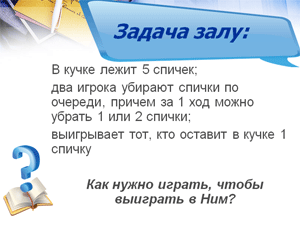 Задача залу:
В кучке лежит 5 спичек;
два игрока убирают спички по
очереди, причем за 1 ход можно
убрать 1 или 2 спички;
выигрывает тот, кто оставит в кучке 1
спичку
Как нужно играть, чтобы
выиграть в Ним?